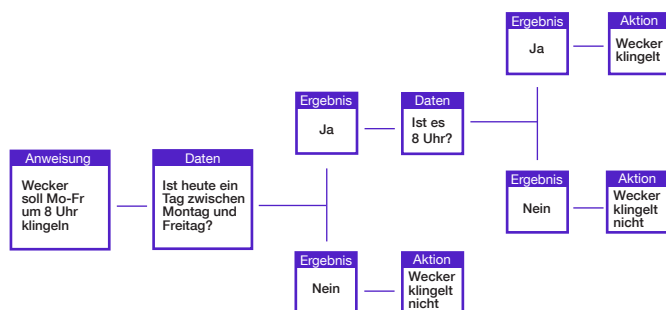 Anweisung
Wecker
soll Mo-Fr
um 8 Uhr
klingeln
Daten
Ist heute ein
Tag zwischen
Montag und
Freitag?
Ergebnis
Ja
Daten
Ist es
8 Uhr?
Ergebnis
Ja
Aktion
Wecker
klingelt
Ergebnis
Nein
Aktion
Wecker
klingelt
nicht
Ergebnis
Nein
Aktion
Wecker
klingelt
nicht